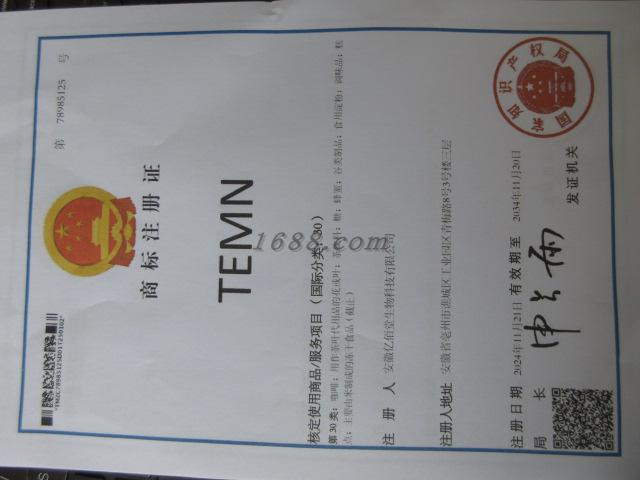 第 78985125 号
商标注册证
TEMN
核定使用商品/服务项目（国际分类：30）
第30类：咖啡；用作茶叶代用品的花或叶；茶饮料；糖；蜂蜜；谷类制品；食用淀粉；调味品；糕
点；主要由米制成的冻干食品（截止）
注册人 安徽亿佰堂生物科技有限公司
注册人地址 安徽省亳州市谯城区工业园区青梅路8号3号楼三层
注册日期 2024年11月21日 有效期至 2034年11月20日
局长 发证机关
国家知识产权局
1688.com